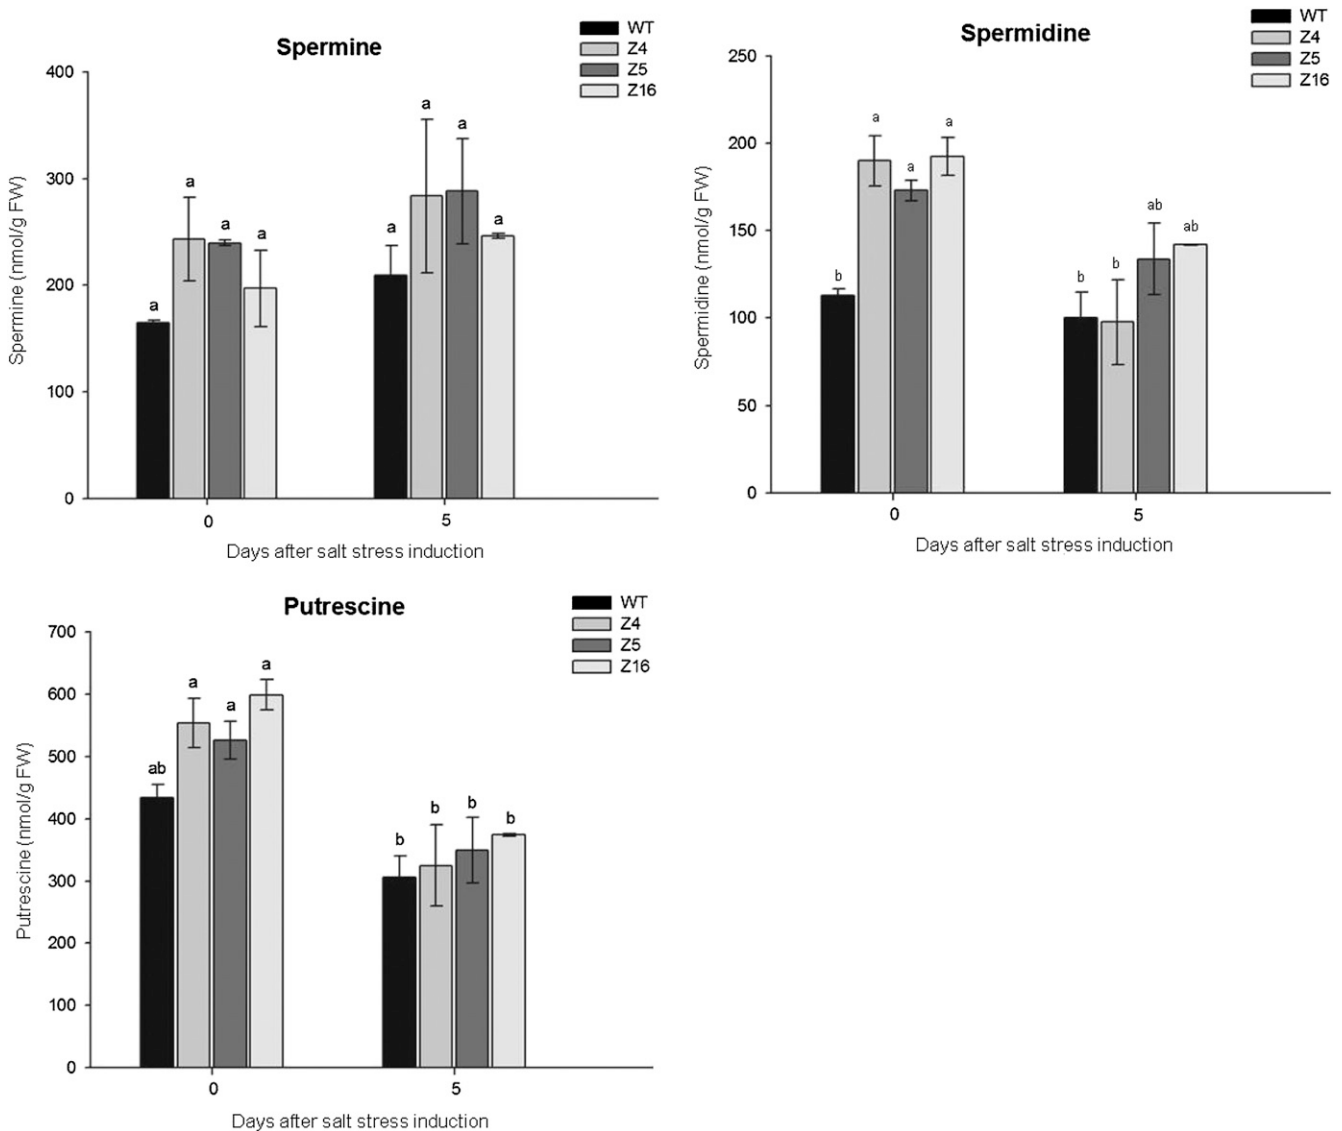 Spermine
WT
Z4
Z5
Z16
400
300
200
100
0
Spermine (nmol/g FW)
a
a
a
a
a
a
a
a
0
5
Days after salt stress induction
Spermidine
WT
Z4
Z5
Z16
250
200
150
100
50
0
Spermidine (nmol/g FW)
b
a
a
a
b
b
ab
ab
0
5
Days after salt stress induction
Putrescine
WT
Z4
Z5
Z16
700
600
500
400
300
200
100
0
Putrescine (nmol/g FW)
ab
a
a
a
b
b
b
b
0
5
Days after salt stress induction